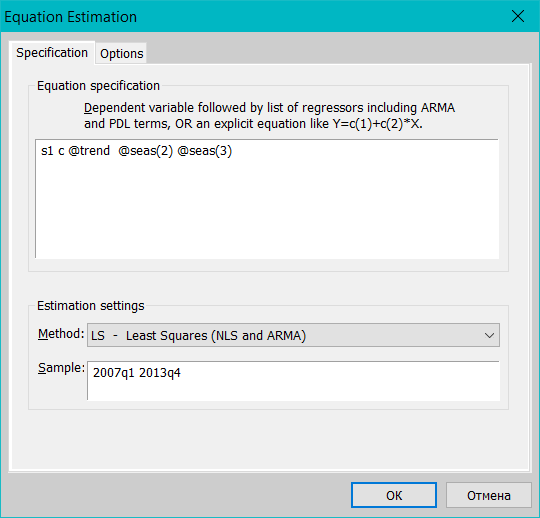 Equation Estimation
Specification
Options
Equation specification
Dependent variable followed by list of regressors including ARMA
and PDL terms, OR an explicit equation like Y=c(1)+c(2)*X.
s1 c @trend  @seas(2) @seas(3)
Estimation settings
Method:
LS  -  Least Squares (NLS and ARMA)
Sample:
2007q1 2013q4
OK
Отмена